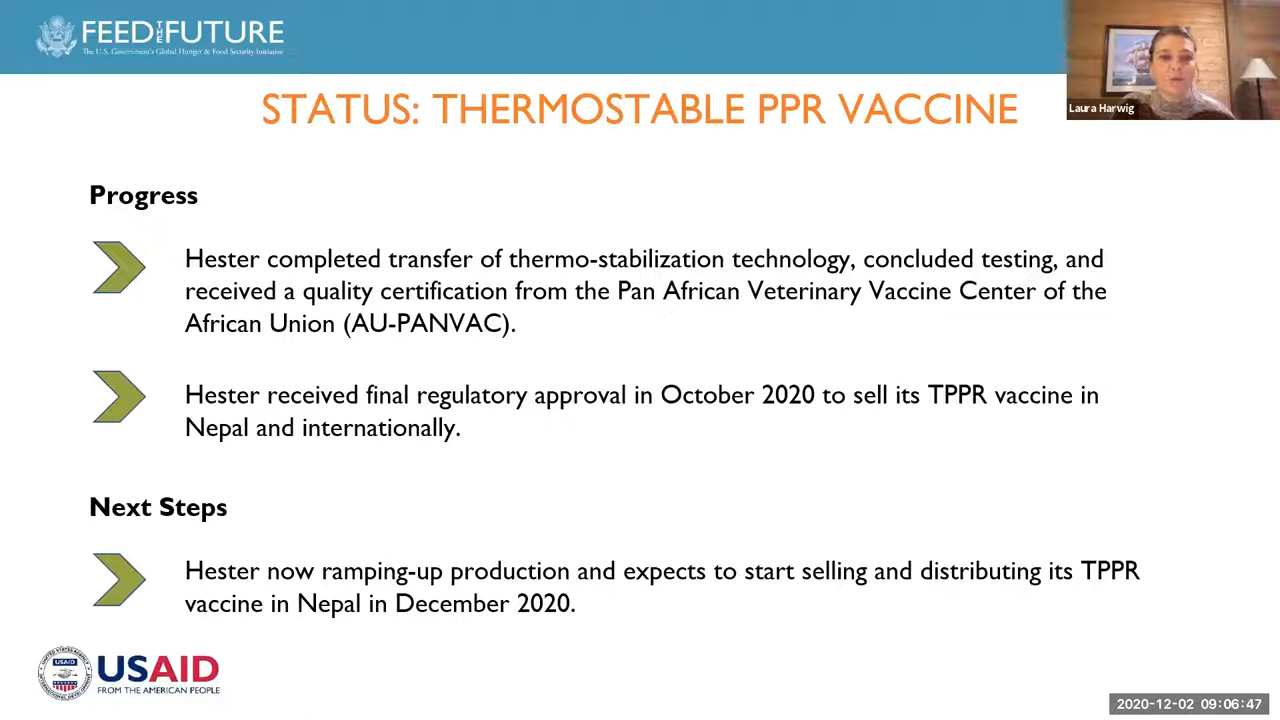 FEED THE FUTURE
The U.S. Government's Global Hunger & Food Security Initiative
Laura Harwig
STATUS: THERMOSTABLE PPR VACCINE
Progress
Hester completed transfer of thermo-stabilization technology, concluded testing, and
received a quality certification from the Pan African Veterinary Vaccine Center of the
African Union (AU-PANVAC).
Hester received final regulatory approval in October 2020 to sell its TPPR vaccine in
Nepal and internationally.
Next Steps
Hester now ramping-up production and expects to start selling and distributing its TPPR
vaccine in Nepal in December 2020.
USAID
USAID
FROM THE AMERICAN PEOPLE
2020-12-02 09:06:47